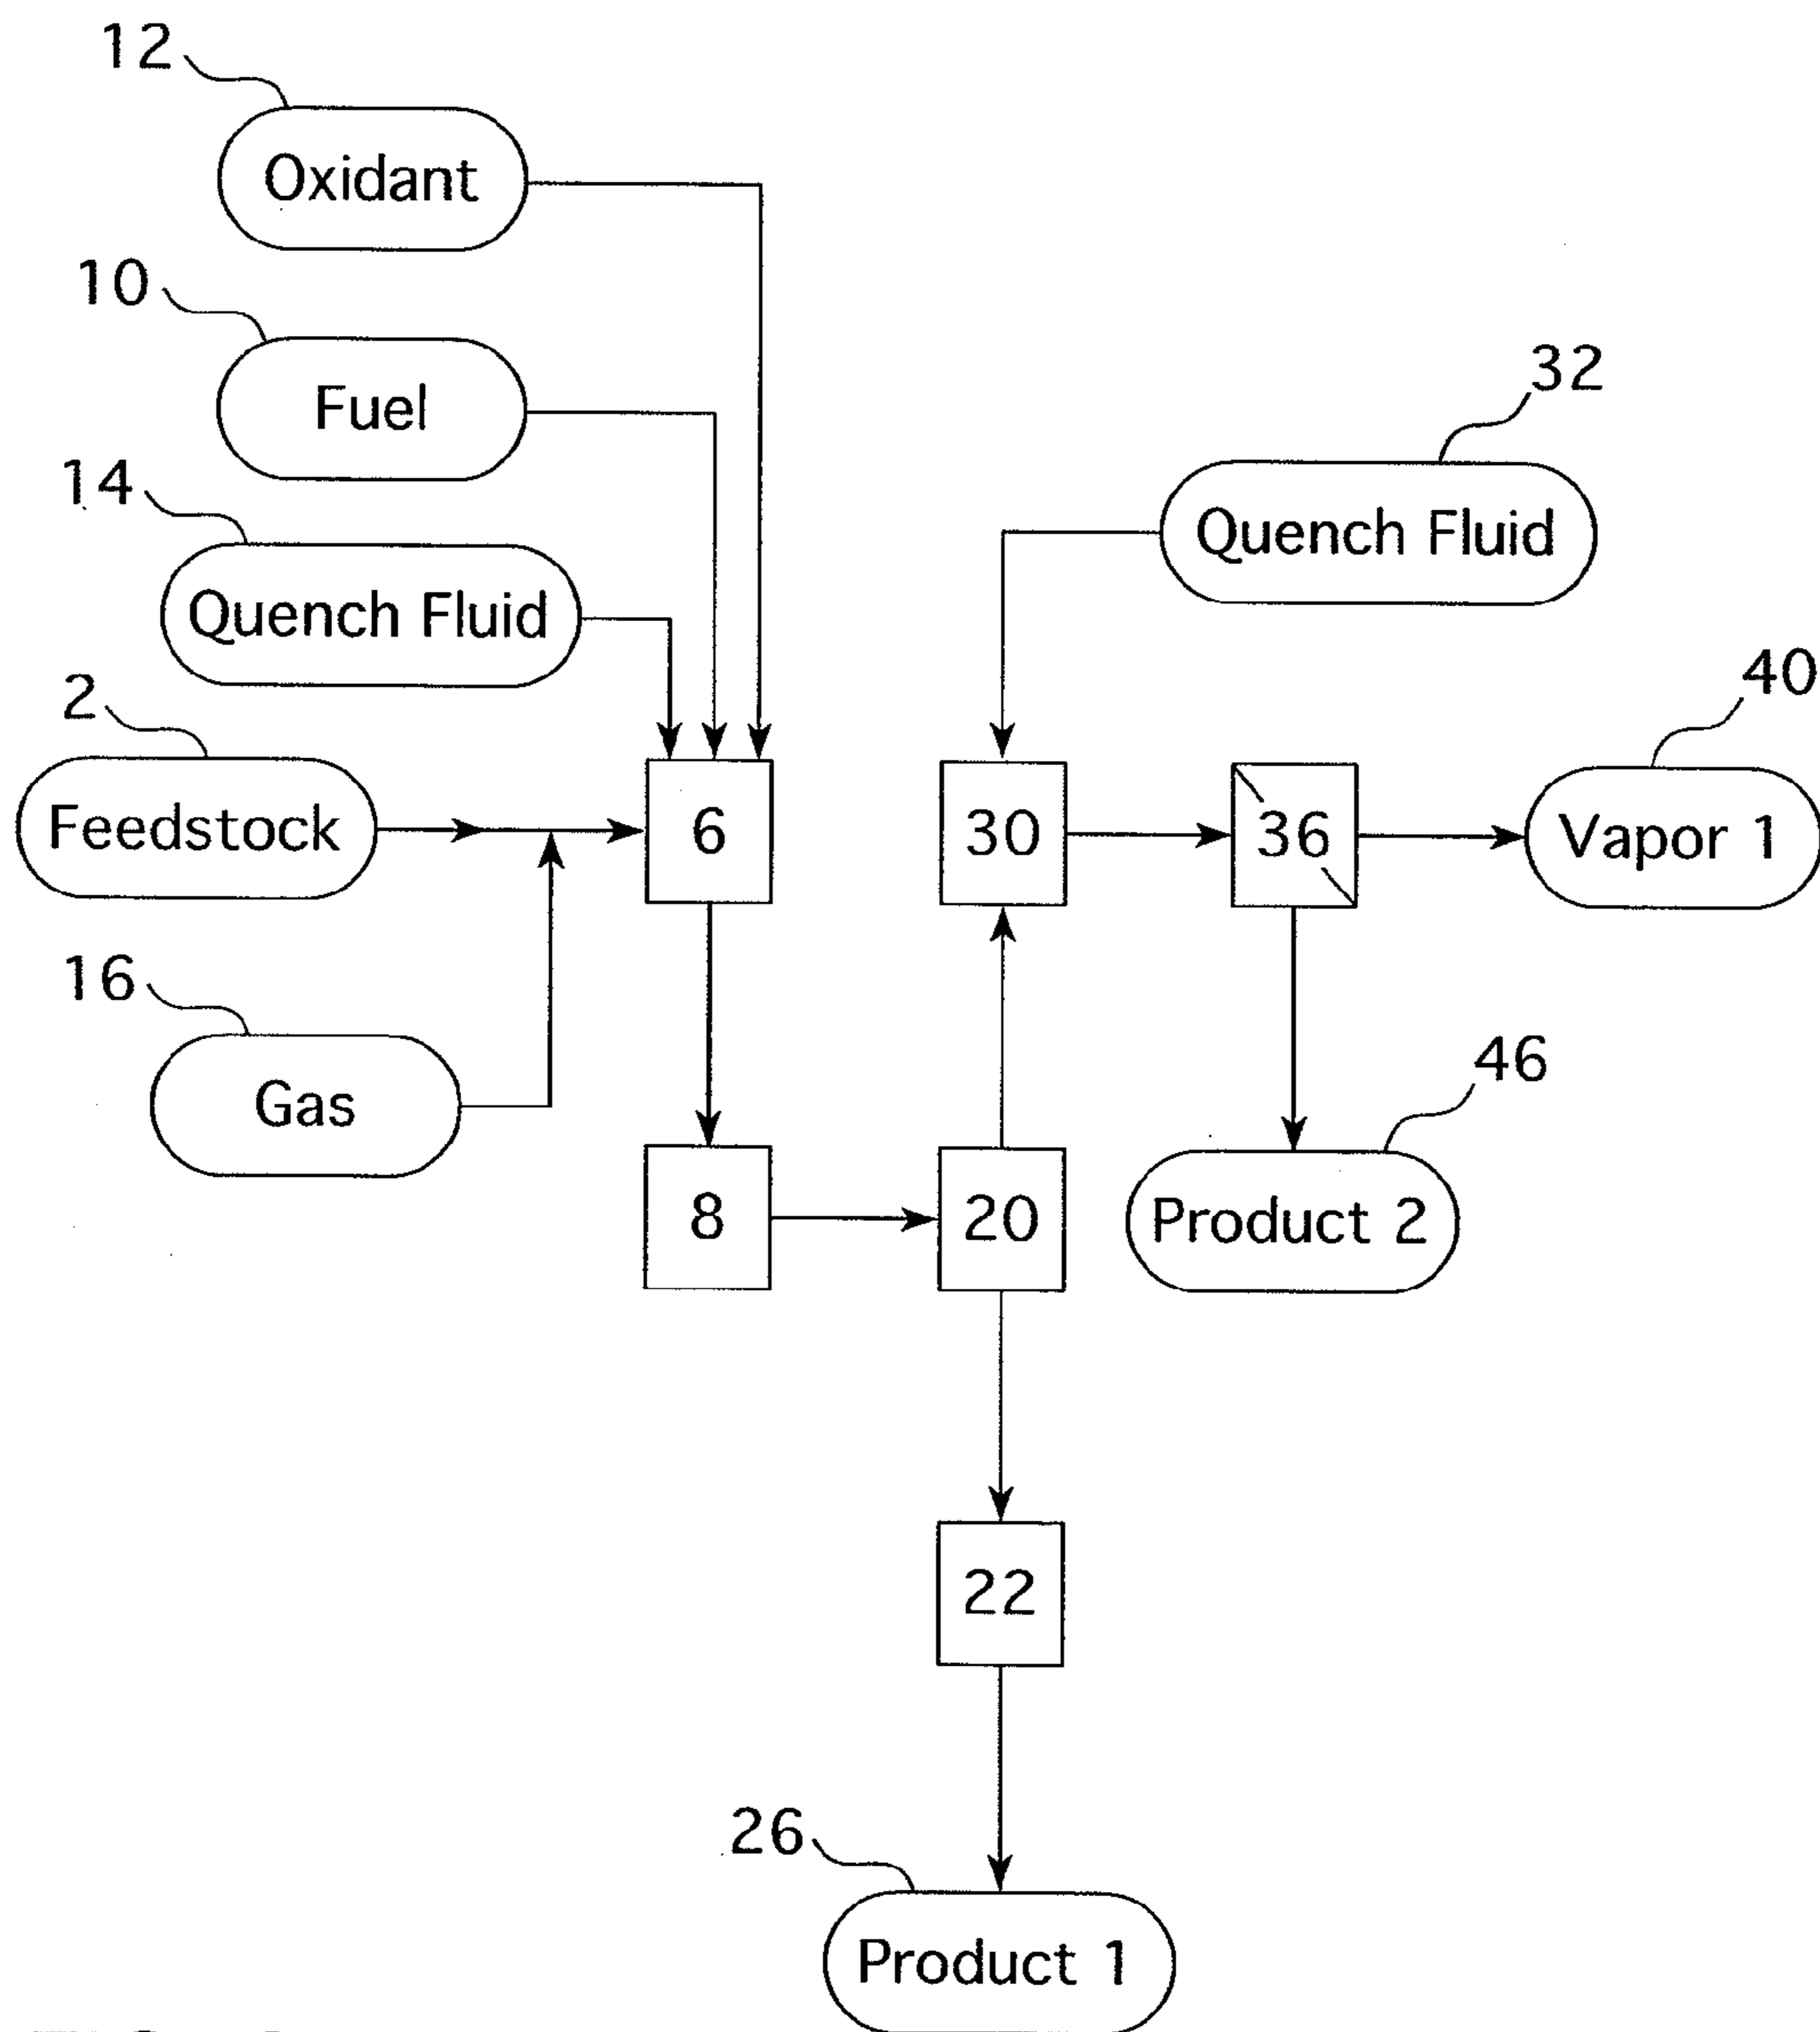 12
Oxidant
10
Fuel
32
14
Quench Fluid
Quench Fluid
40
2
Feedstock
6
30
36
Vapor 1
16
Gas
46
8
20
Product 2
22
26
Product 1